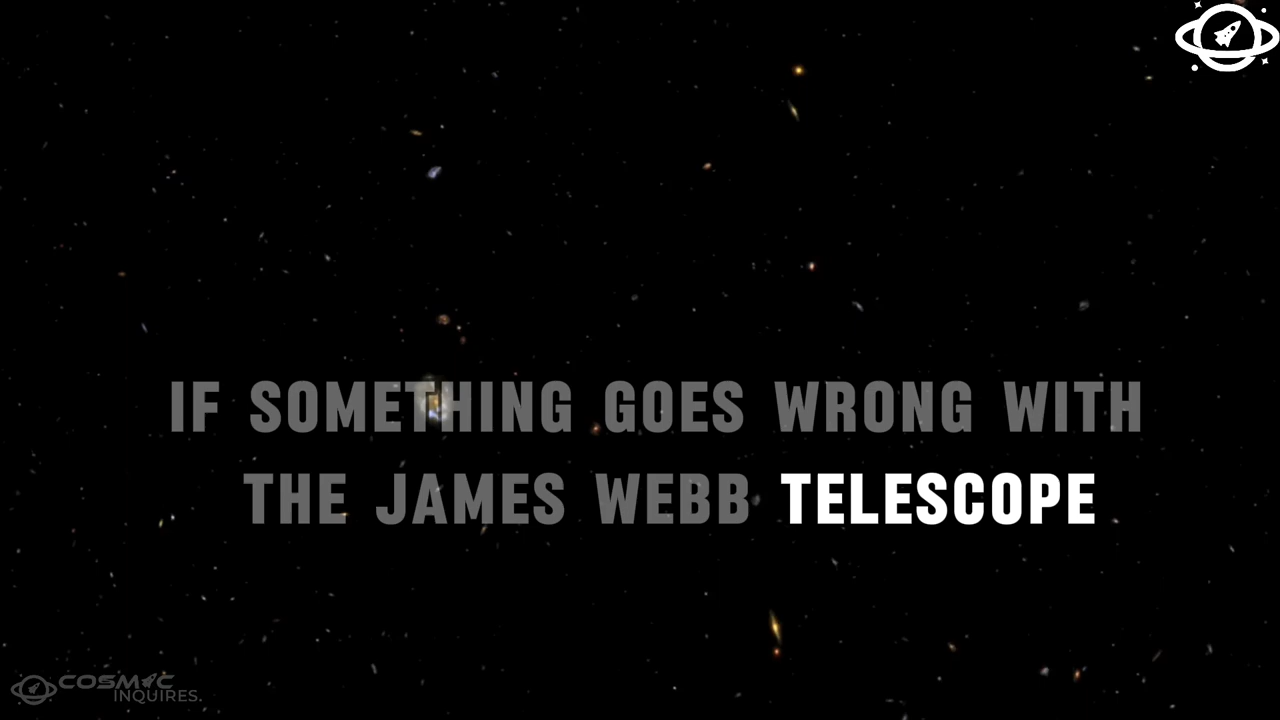 IF SOMETHING GOES WRONG WITH
THE JAMES WEBB TELESCOPE
COSMIC
INQUIRES.